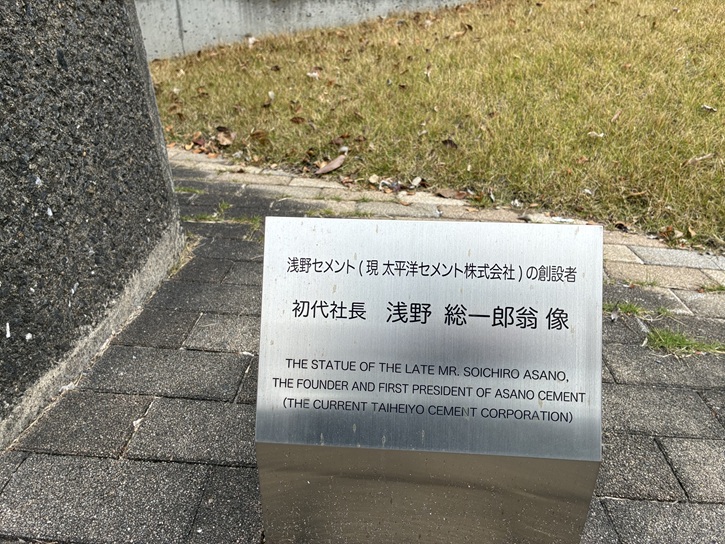 浅野セメント(現 太平洋セメント株式会社)の創設者
初代社長 浅野 総一郎翁 像
THE STATUE OF THE LATE MR. SOICHIRO ASANO,
THE FOUNDER AND FIRST PRESIDENT OF ASANO CEMENT
(THE CURRENT TAIHEIYO CEMENT CORPORATION)